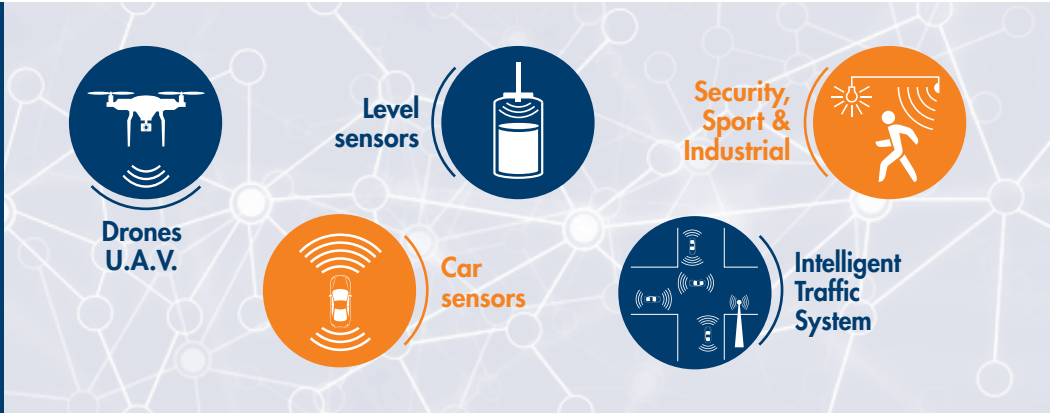 Drones
U.A.V.
Level
sensors
Security,
Sport &
Industrial
Car
sensors
Intelligent
Traffic
System